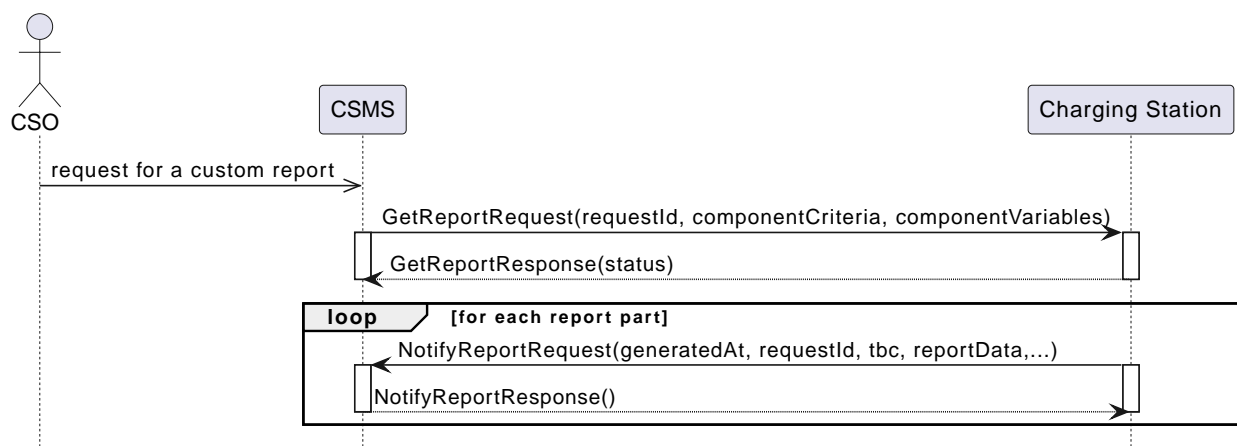 CSO
CSMS
Charging Station
request for a custom report
GetReportRequest(requestId, componentCriteria, componentVariables)
GetReportResponse(status)
loop
[for each report part]
NotifyReportRequest(generatedAt, requestId, tbc, reportData,...)
NotifyReportResponse()